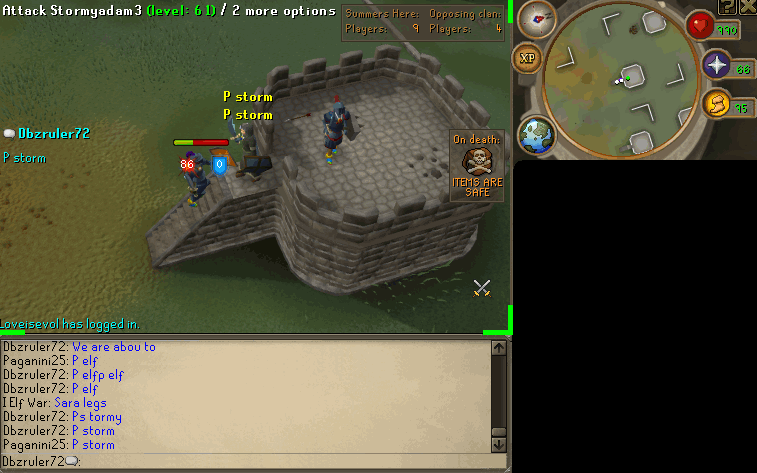 Attack Stormyadam3 (level: 61) / 2 more options
Summers Here: Opposing clan:
Players: 9 Players: 4
XP
990
66
95
P storm
P storm
Dbzruler72
P storm
86
0
On death:
ITEMS ARE
SAFE
Loveisevol has logged in.
Dbzruler72: We are abou to
Paganini25: P elf
Dbzruler72: P elfp elf
Dbzruler72: P elf
I Elf War: Sara legs
Dbzruler72: Ps tormy
Dbzruler72: P storm
Paganini25: P storm
Dbzruler72: